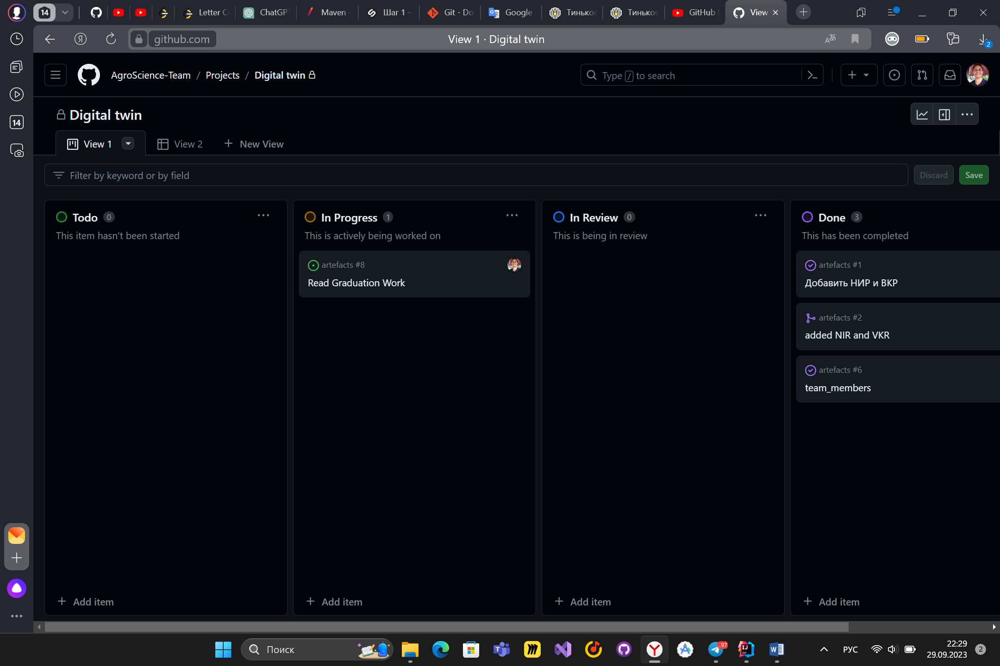 14
Letter C
ChatGP
Maven -
Шаг 1 –
Git - Do
Google
Тинько
Тинько
GitHub
View
Я
github.com
View 1 · Digital twin
2
AgroScience-Team / Projects / Digital twin
Type / to search
14
Digital twin
View 1
View 2
New View
Filter by keyword or by field
Discard
Save
Todo 0
This item hasn't been started
In Progress 1
This is actively being worked on
artefacts #8
Read Graduation Work
In Review 0
This is being in review
Done 3
This has been completed
artefacts #1
Добавить НИР и ВКР
artefacts #2
added NIR and VKR
artefacts #6
team_members
Add item
Add item
Add item
Add item
Поиск
..97
РУС
22:29
29.09.2023
2